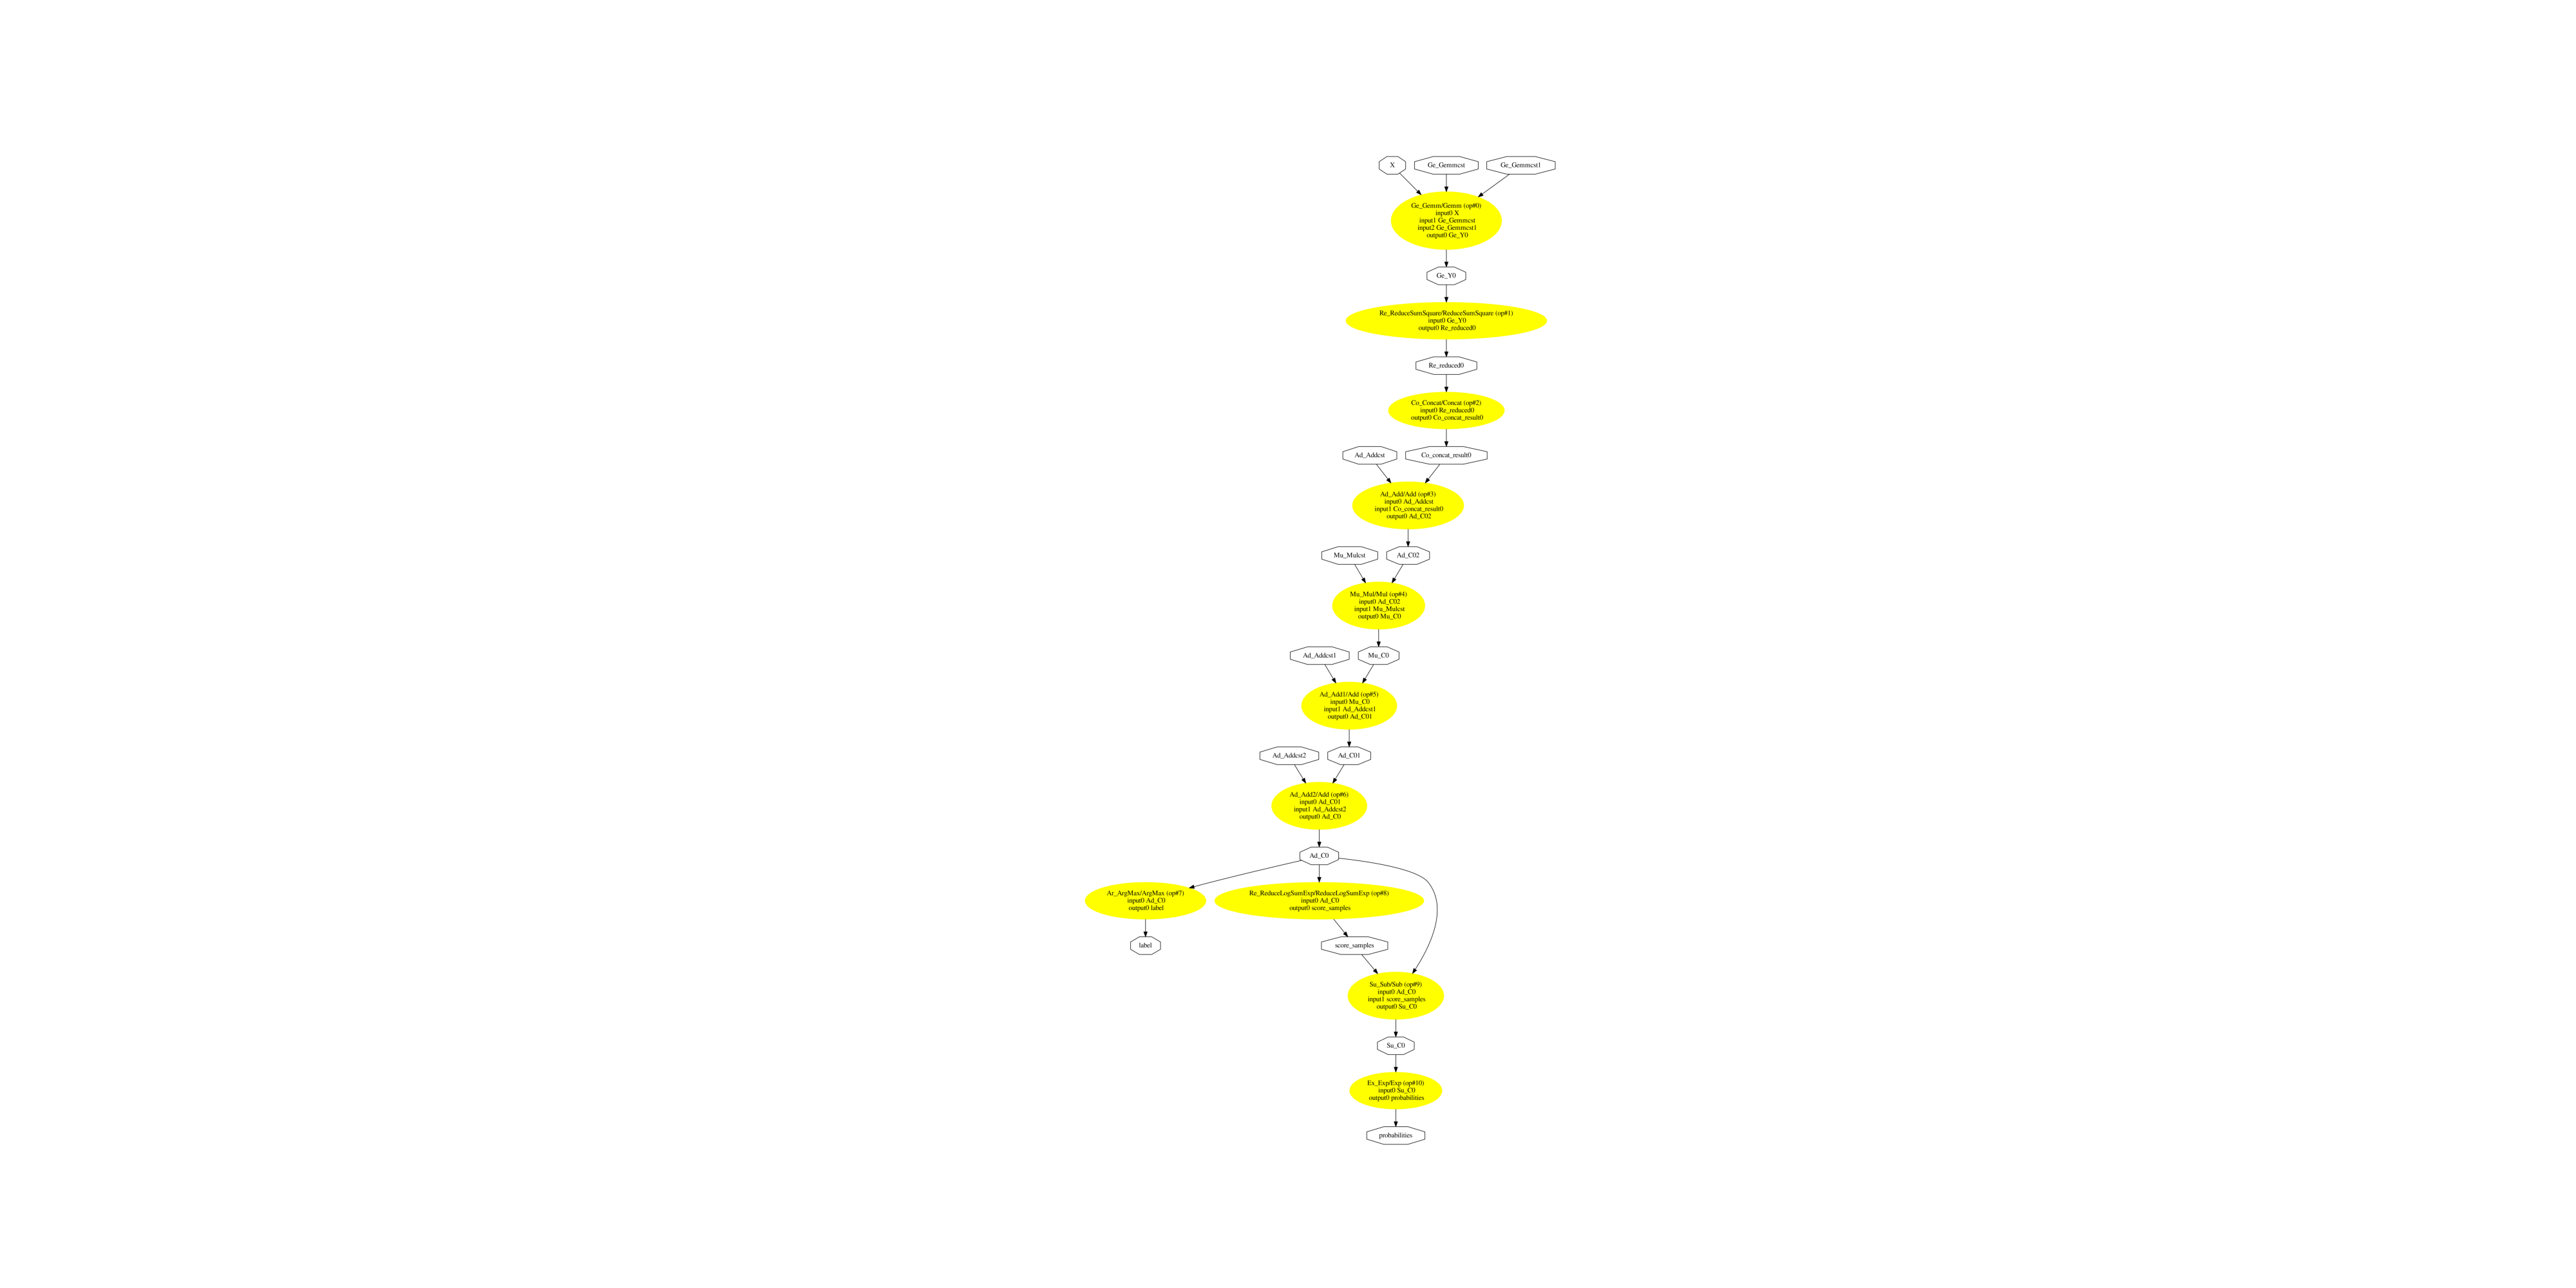 X
Ge_Gemmcst
Ge_Gemmcst1
Ge_Gemm/Gemm (op#0)
input0 X
input1 Ge_Gemmcst
input2 Ge_Gemmcst1
output0 Ge_Y0
Ge_Y0
Re_ReduceSumSquare/ReduceSumSquare (op#1)
input0 Ge_Y0
output0 Re_reduced0
Re_reduced0
Co_Concat/Concat (op#2)
input0 Re_reduced0
output0 Co_concat_result0
Ad_Addcst
Co_concat_result0
Ad_Add/Add (op#3)
input0 Ad_Addcst
input1 Co_concat_result0
output0 Ad_C02
Mu_Mulcst
Ad_C02
Mu_Mul/Mul (op#4)
input0 Ad_C02
input1 Mu_Mulcst
output0 Mu_C0
Ad_Addcst1
Mu_C0
Ad_Add1/Add (op#5)
input0 Mu_C0
input1 Ad_Addcst1
output0 Ad_C01
Ad_Addcst2
Ad_C01
Ad_Add2/Add (op#6)
input0 Ad_C01
input1 Ad_Addcst2
output0 Ad_C0
Ad_C0
Ar_ArgMax/ArgMax (op#7)
input0 Ad_C0
output0 label
Re_ReduceLogSumExp/ReduceLogSumExp (op#8)
input0 Ad_C0
output0 score_samples
label
score_samples
Su_Sub/Sub (op#9)
input0 Ad_C0
input1 score_samples
output0 Su_C0
Su_C0
Ex_Exp/Exp (op#10)
input0 Su_C0
output0 probabilities
probabilities